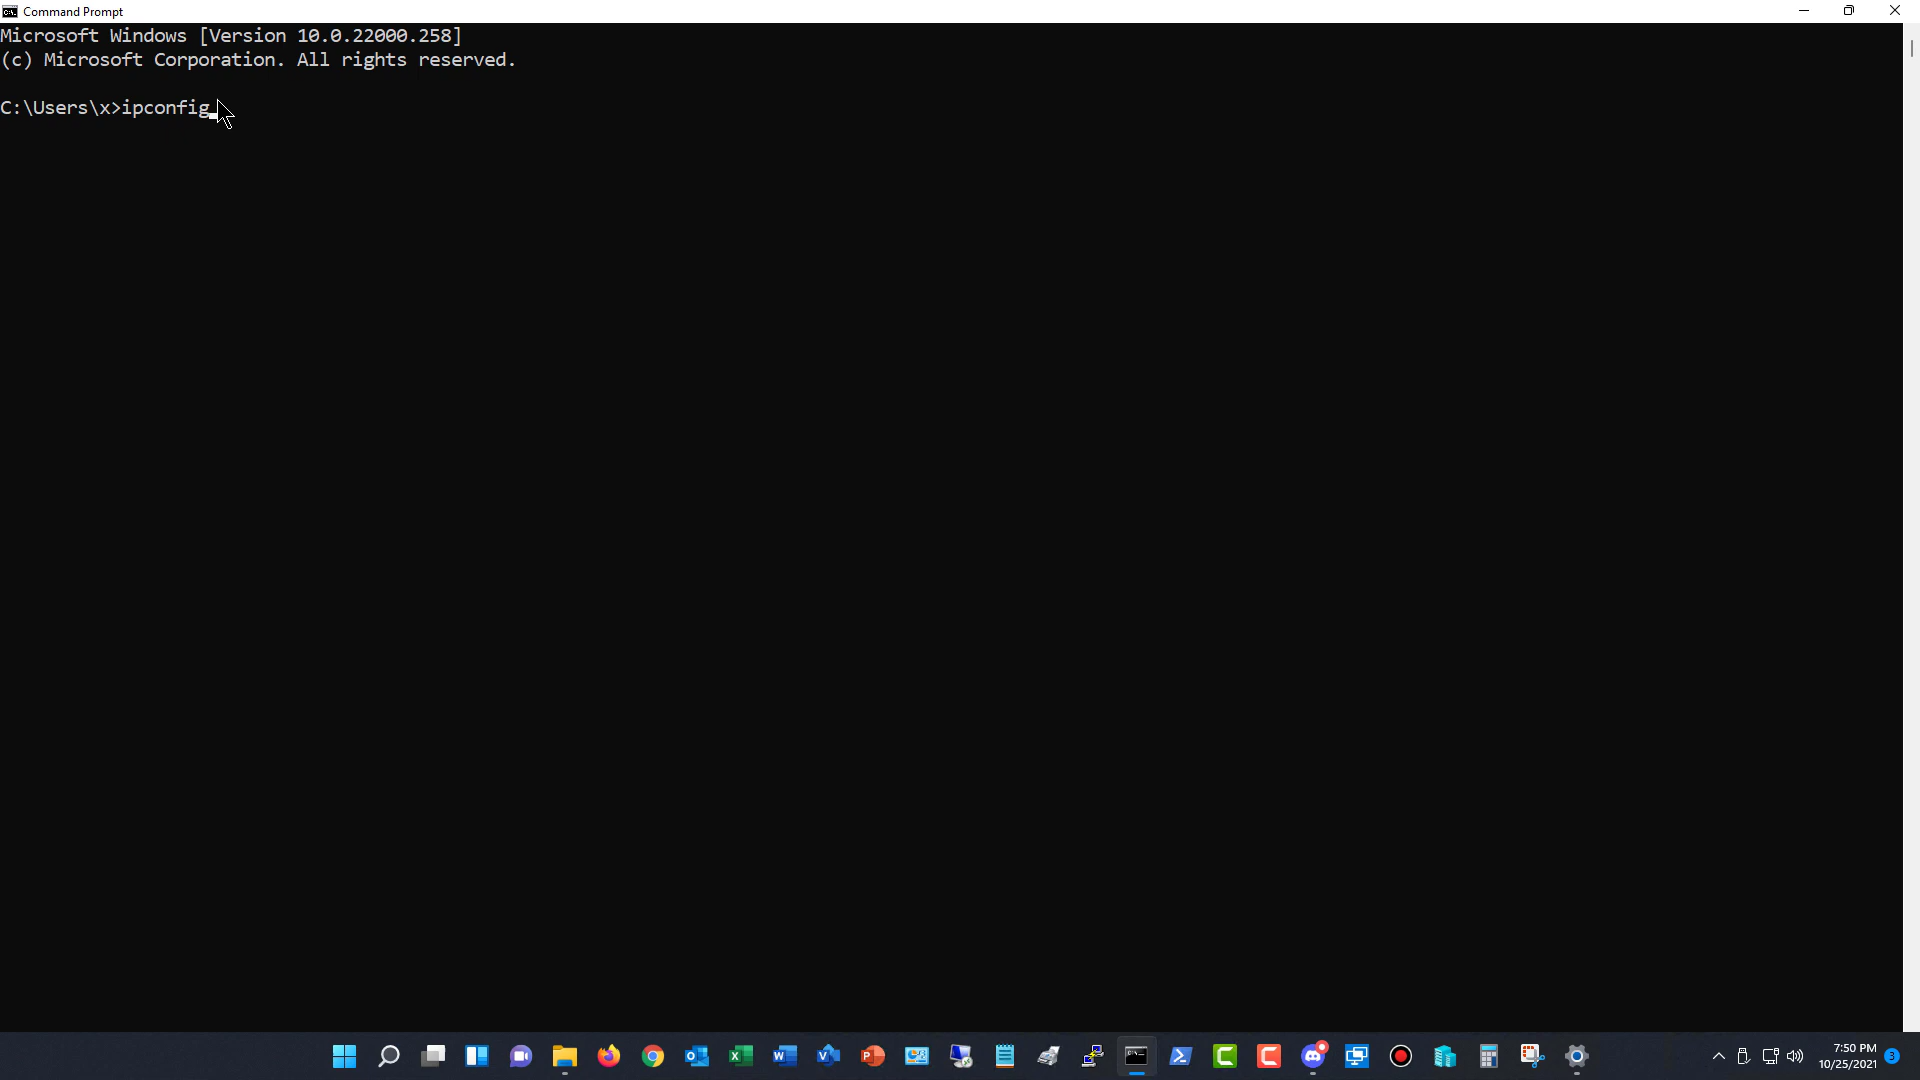 Command Prompt
Microsoft Windows [Version 10.0.22000.258]
(c) Microsoft Corporation. All rights reserved.
C:\Users\x>ipconfig
7:50 PM
10/25/2021
3